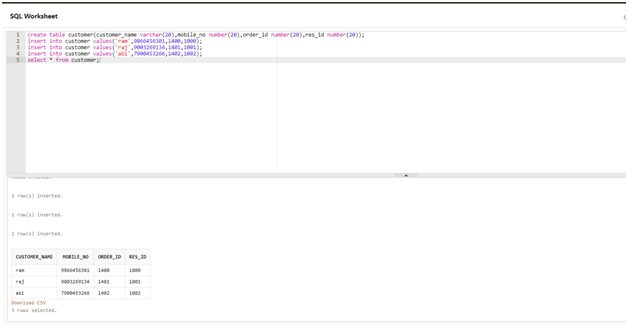 SQL Worksheet
1 create table customer(customer_name varchar(20),mobile_no number(20),order_id number(20),res_id number(20));
2 insert into customer values('ram',9866456301,1400,1000);
3 insert into customer values('raj',9003269134,1401,1001);
4 insert into customer values('abi',7900453266,1402,1002);
5 select * from customer;
1 row(s) inserted.
1 row(s) inserted.
1 row(s) inserted.
CUSTOMER_NAME MOBILE_NO ORDER_ID RES_ID
ram 9866456301 1400 1000
raj 9003269134 1401 1001
abi 7900453266 1402 1002
Download CSV
3 rows selected.